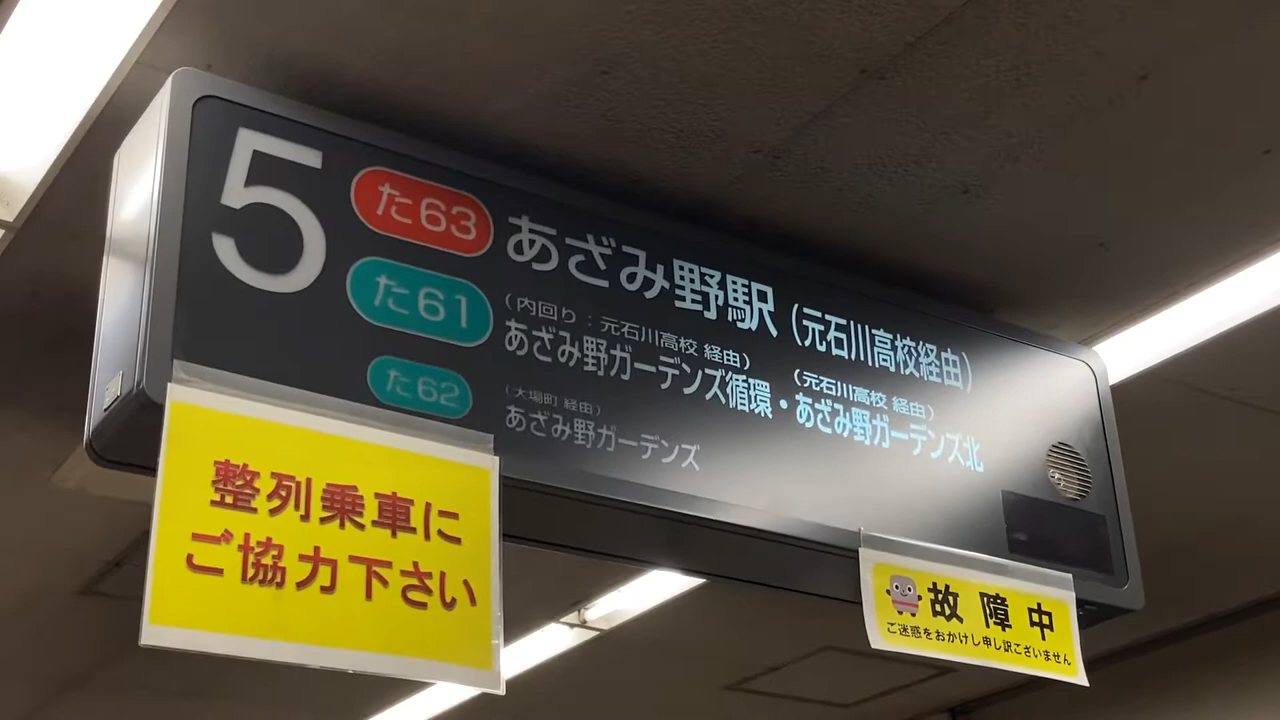 5
た63
あざみ野駅(元石川高校経由)
た61
(内回り:元石川高校 経由) (元石川高校 経由)
あざみ野ガーデンズ循環・あざみ野ガーデンズ北
た62
(大場町 経由)
あざみ野ガーデンズ
整列乗車に
ご協力下さい
故障中
ご迷惑をおかけし申し訳ございません